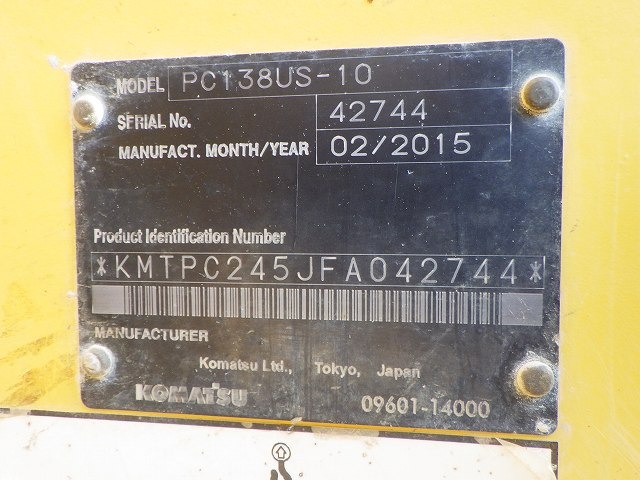 MODEL PC138US-10
SERIAL No. 42744
MANUFACT. MONTH/YEAR 02/2015
Product Identification Number
*KMTPC245JFA042744*
MANUFACTURER
Komatsu Ltd., Tokyo, Japan
KOMATSU 09601-14000